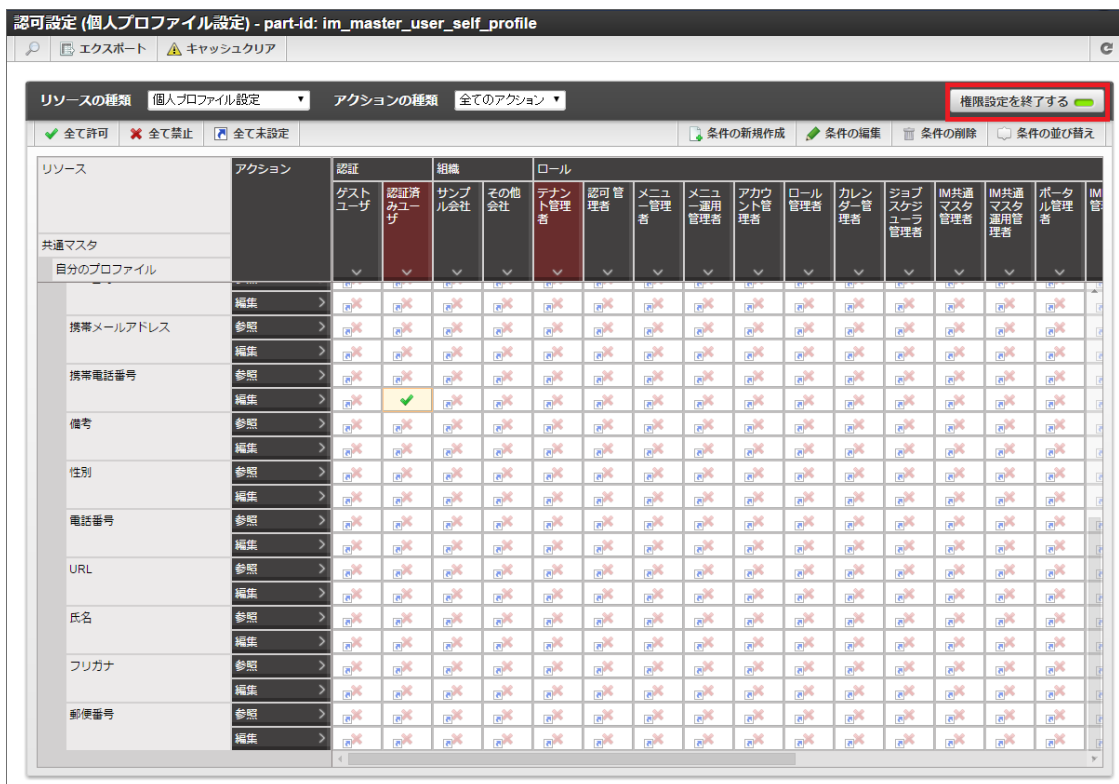 認可設定 (個人プロファイル設定) - part-id: im_master_user_self_profile
エクスポート キャッシュクリア
リソースの種類 個人プロファイル設定 アクションの種類 全てのアクション 権限設定を終了する
全て許可 全て禁止 全て未設定 条件の新規作成 条件の編集 条件の削除 条件の並び替え
リソース アクション 認証 組織 ロール
ゲストユーザ 認証済みユーザ サンプル会社 その他会社 テナント管理者 認可管理者 メニュー管理者 メニュー運用管理者 アカウント管理者 ロール管理者 カレンダー管理者 ジョブスケジューラ管理者 IM共通マスタ管理者 IM共通マスタ運用管理者 ポータル管理者
共通マスタ
自分のプロファイル
編集
携帯メールアドレス 参照
編集
携帯電話番号 参照
編集
備考 参照
編集
性別 参照
編集
電話番号 参照
編集
URL 参照
編集
氏名 参照
編集
フリガナ 参照
編集
郵便番号 参照
編集